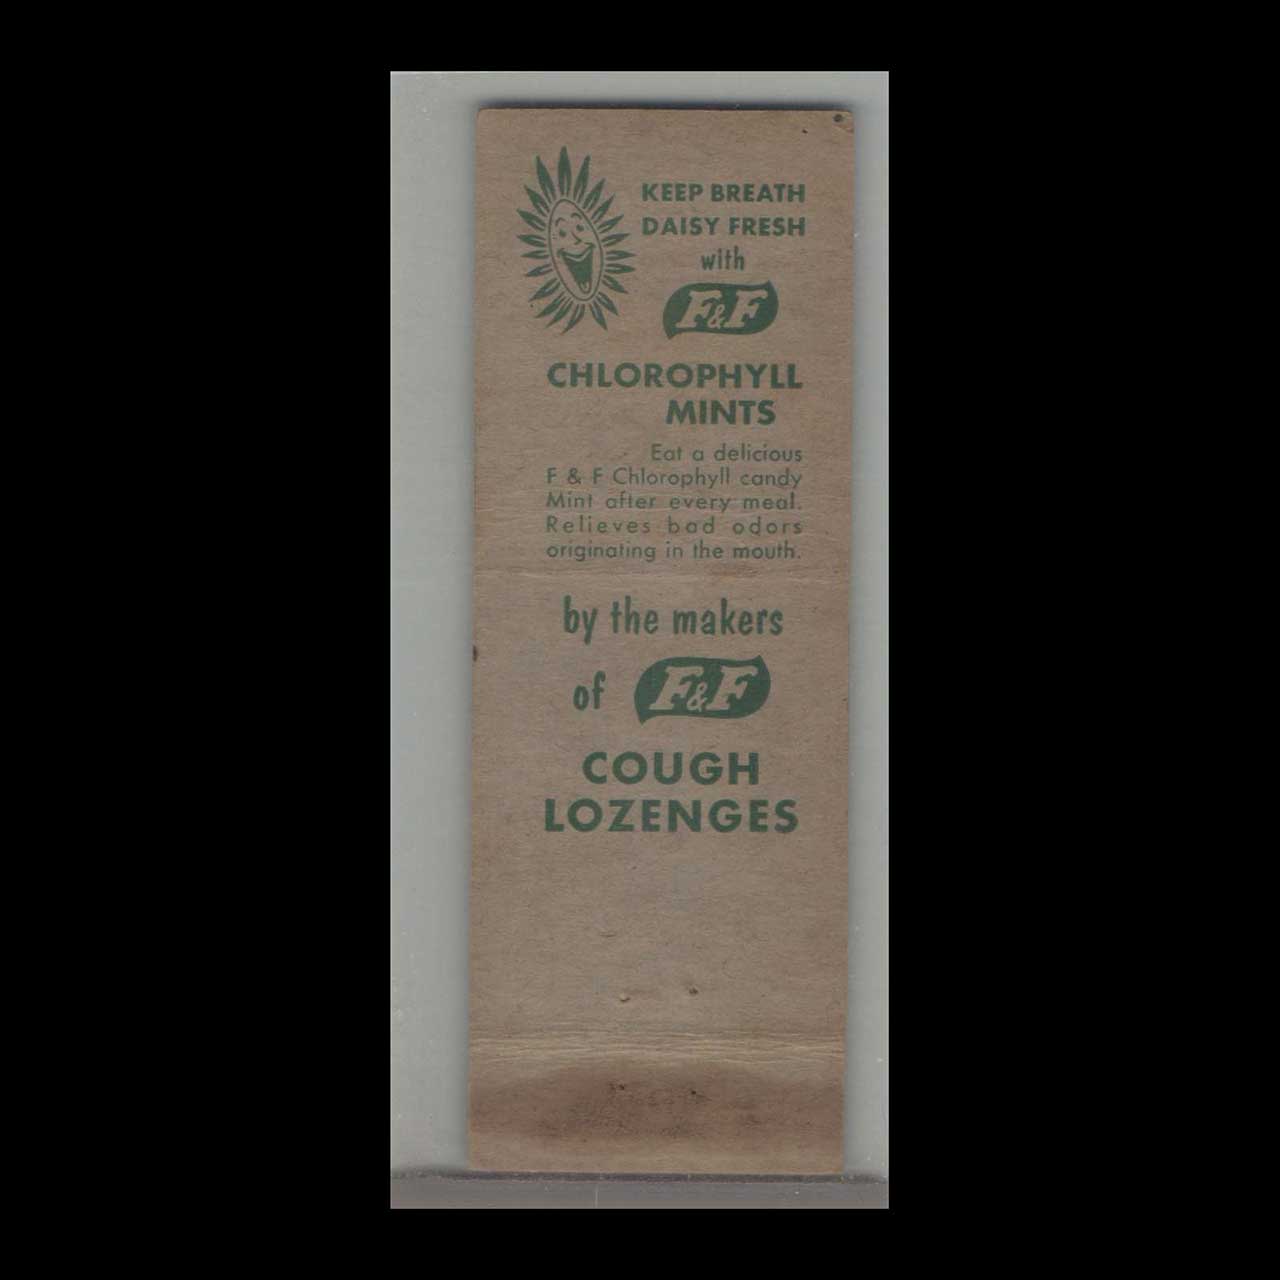 KEEP BREATH
DAISY FRESH
with
F&F
CHLOROPHYLL
MINTS
Eat a delicious
F & F Chlorophyll candy
Mint after every meal.
Relieves bad odors
originating in the mouth.
by the makers
of F&F
COUGH
LOZENGES